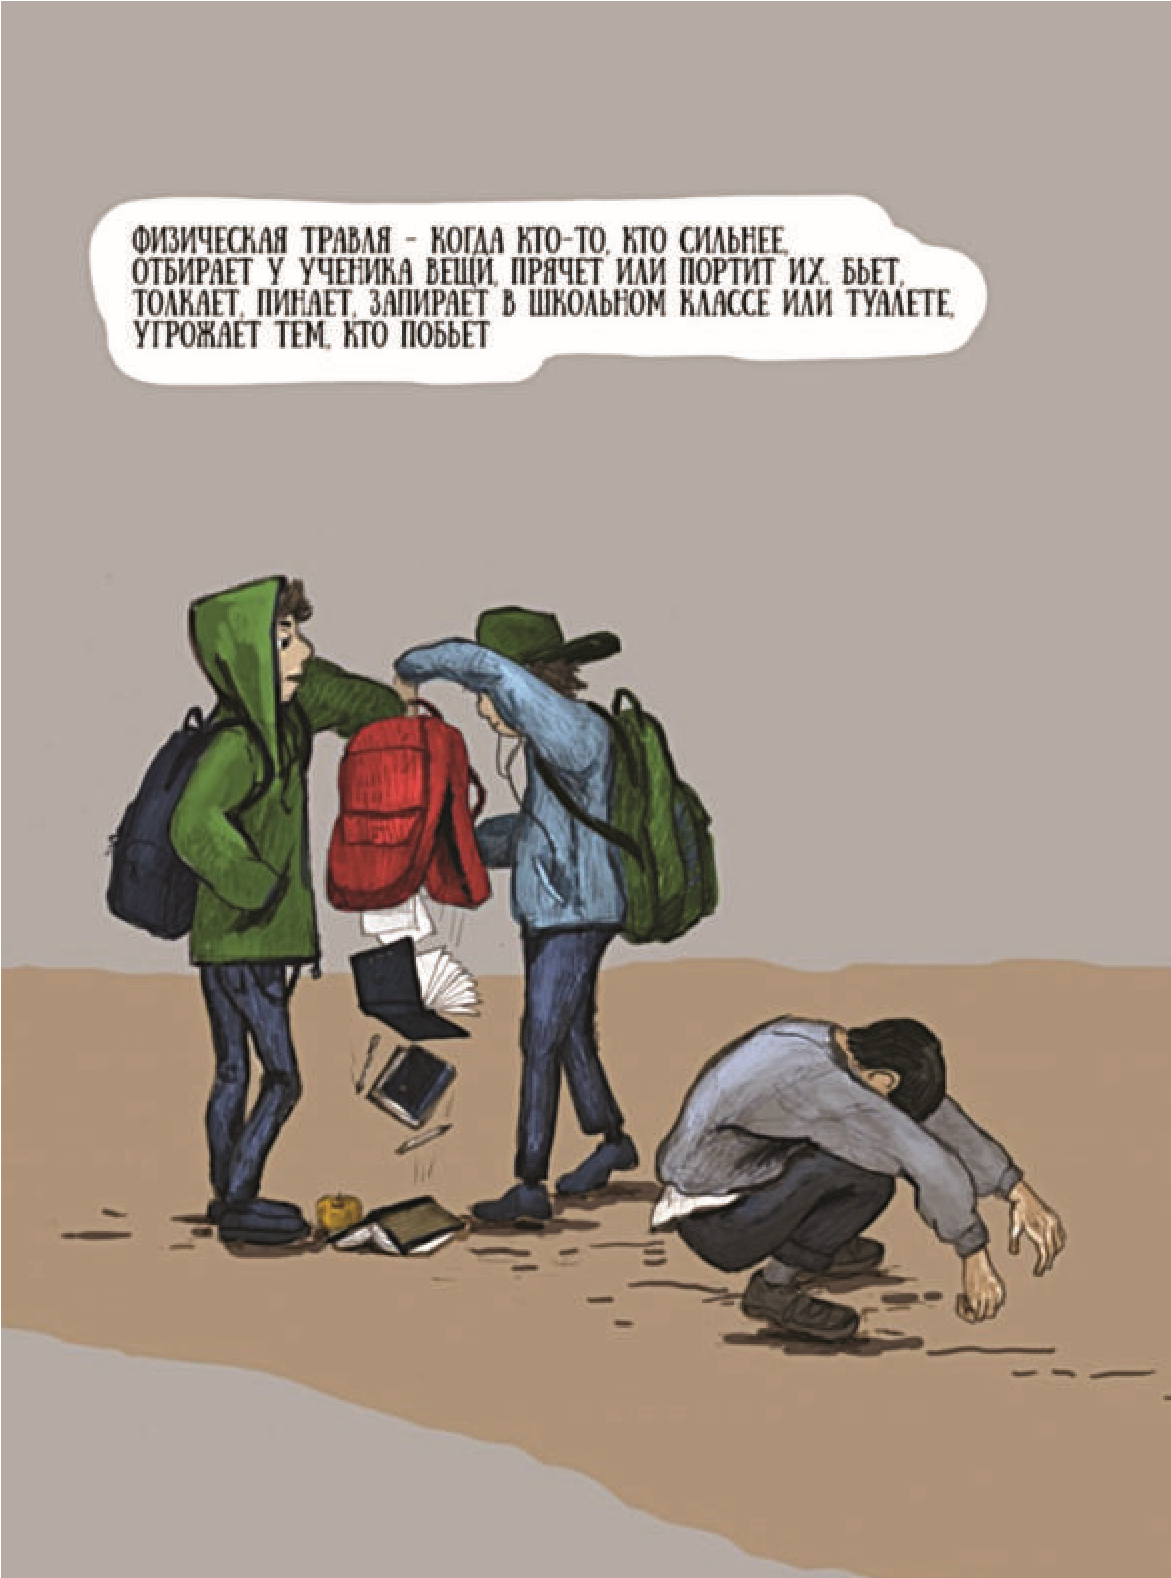 ФИЗИЧЕСКАЯ ТРАВЛЯ - КОГДА КТО-ТО, КТО СИЛЬНЕЕ,
ОТБИРАЕТ У УЧЕНИКА ВЕЩИ, ПРЯЧЕТ ИЛИ ПОРТИТ ИХ. БЬЕТ,
ТОЛКАЕТ, ПИНАЕТ, ЗАПИРАЕТ В ШКОЛЬНОМ КЛАССЕ ИЛИ ТУАЛЕТЕ,
УГРОЖАЕТ ТЕМ, КТО ПОБЬЕТ